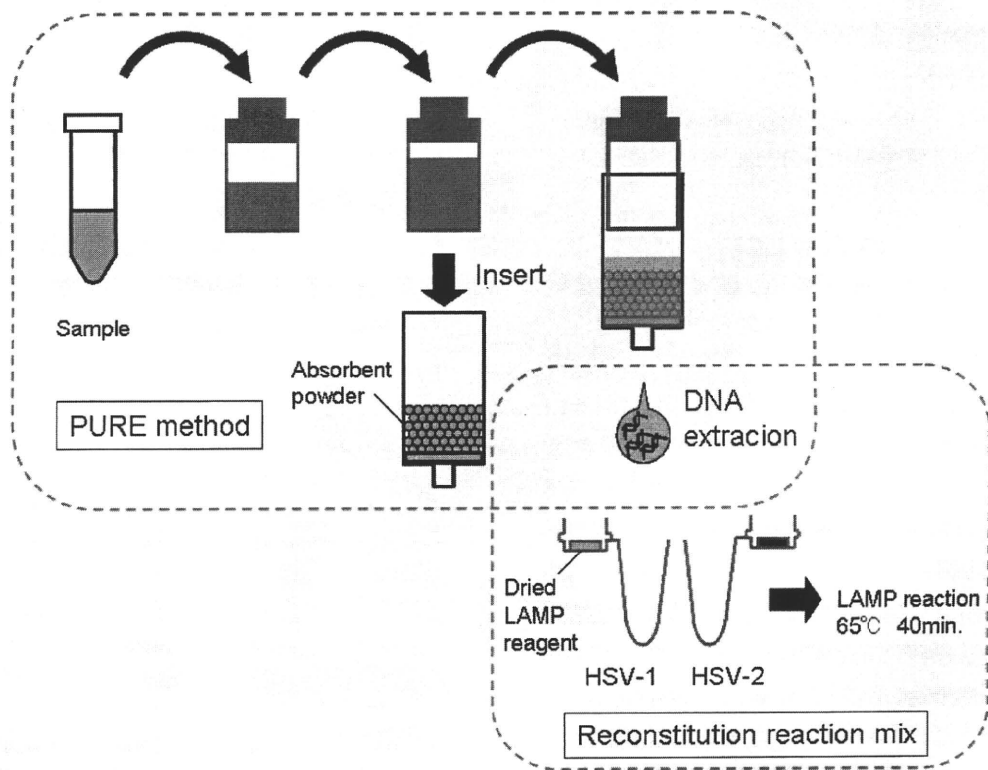 Insert
Sample
Absorbent
powder
PURE method
DNA
extracion
Dried
LAMP
reagent
LAMP reaction
65℃ 40min.
HSV-1 HSV-2
Reconstitution reaction mix